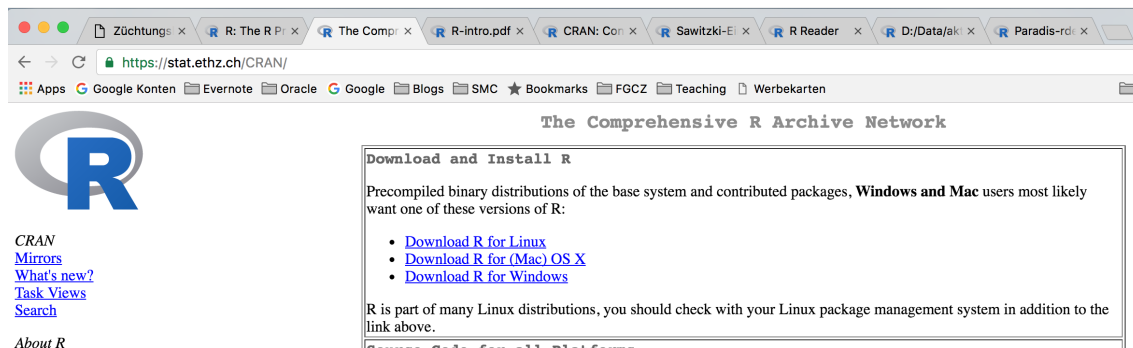 Züchtungs
R: The R Pr
The Compr
R-intro.pdf
CRAN: Con
Sawitzki-Ei
R Reader
D:/Data/akt
Paradis-rde
https://stat.ethz.ch/CRAN/
Apps Google Konten Evernote Oracle Google Blogs SMC Bookmarks FGCZ Teaching Werbekarten
R
CRAN
Mirrors
What's new?
Task Views
Search
About R
The Comprehensive R Archive Network
Download and Install R
Precompiled binary distributions of the base system and contributed packages, Windows and Mac users most likely
want one of these versions of R:
• Download R for Linux
• Download R for (Mac) OS X
• Download R for Windows
R is part of many Linux distributions, you should check with your Linux package management system in addition to the
link above.
Source Code for all Platforms